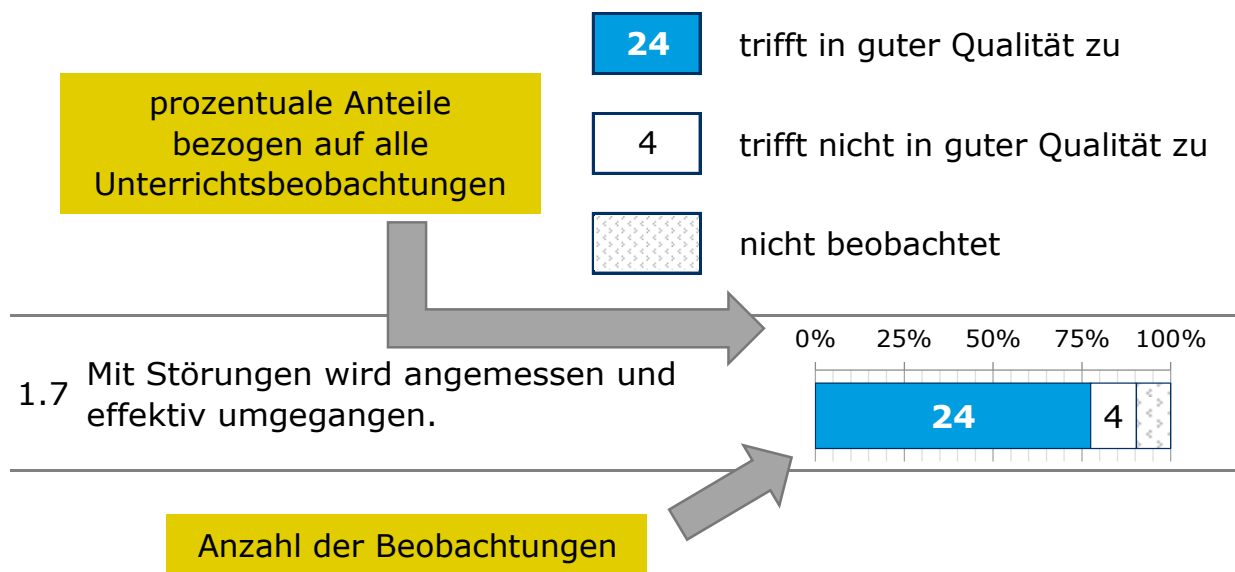 24 trifft in guter Qualität zu
prozentuale Anteile
bezogen auf alle
Unterrichtsbeobachtungen
4 trifft nicht in guter Qualität zu
nicht beobachtet
0% 25% 50% 75% 100%
1.7 Mit Störungen wird angemessen und
effektiv umgegangen.
24 4
Anzahl der Beobachtungen